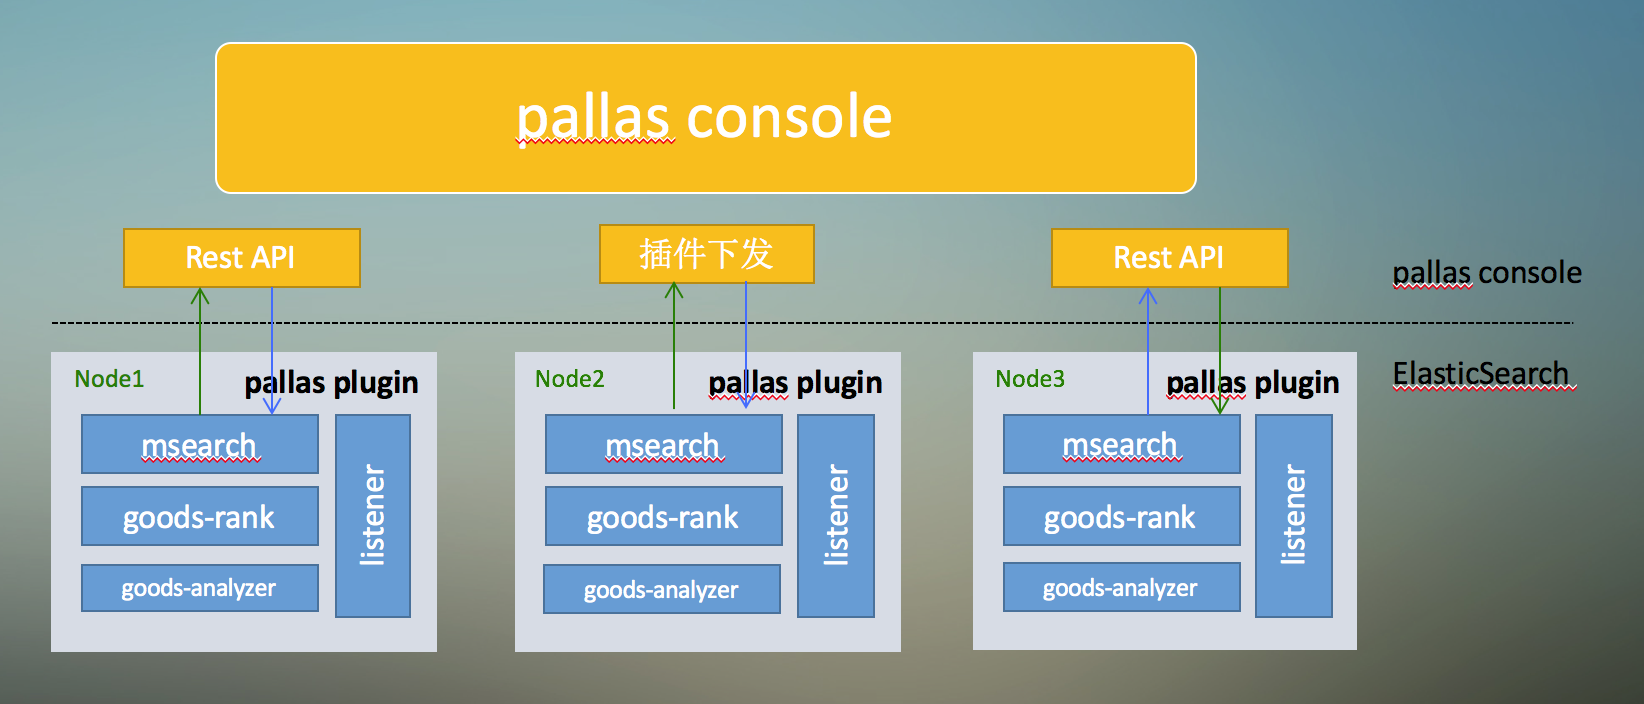 pallas console
Rest API
插件下发
Rest API
pallas console
ElasticSearch
Node1
pallas plugin
msearch
goods-rank
goods-analyzer
listener
Node2
pallas plugin
msearch
goods-rank
goods-analyzer
listener
Node3
pallas plugin
msearch
goods-rank
goods-analyzer
listener